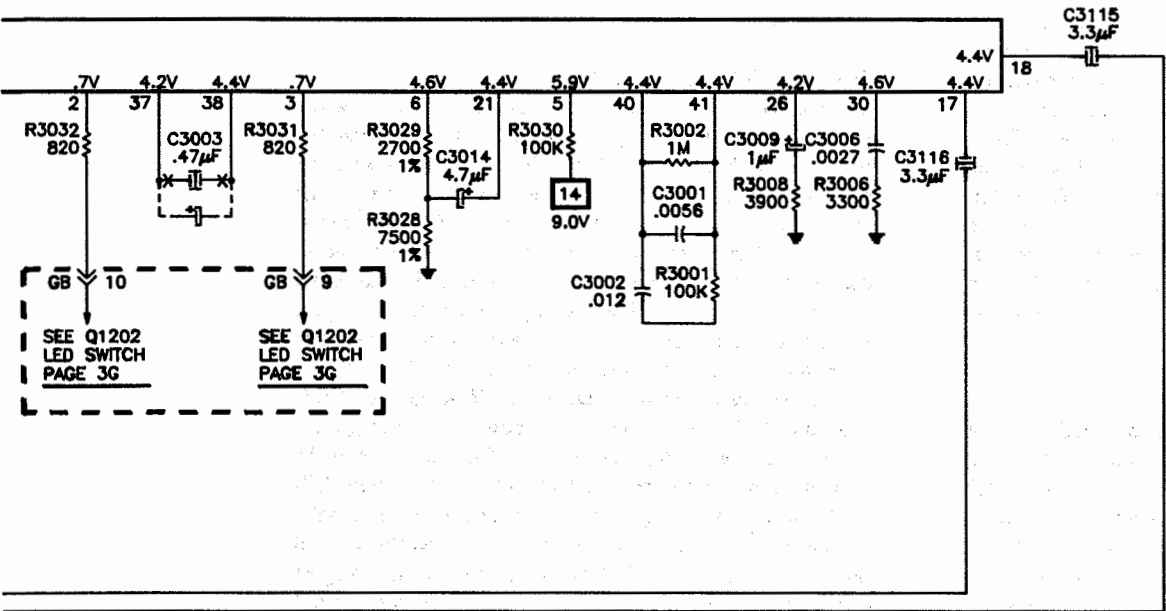 C3115
3.3µF
4.4V
18
.7V 4.2V 4.4V .7V 4.6V 4.4V 5.9V 4.4V 4.4V 4.2V 4.6V 4.4V
2 37 38 3 6 21 5 40 41 26 30 17
R3032
820
C3003
.47µF
R3031
820
R3029
2700
1%
C3014
4.7µF
+
R3030
100K
14
9.0V
R3002
1M
C3001
.0056
C3009
1µF
+
R3008
3900
C3006
.0027
R3006
3300
C3116
3.3µF
+
R3028
7500
1%
C3002
.012
R3001
100K
GB 10
SEE Q1202
LED SWITCH
PAGE 3G
GB 9
SEE Q1202
LED SWITCH
PAGE 3G